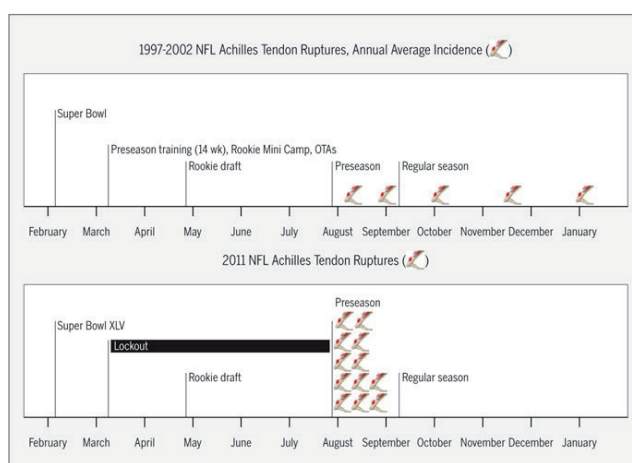 1997-2002 NFL Achilles Tendon Ruptures, Annual Average Incidence ( )
Super Bowl
Preseason training (14 wk), Rookie Mini Camp, OTAs
Rookie draft Preseason Regular season
February March April May June July August September October November December January
2011 NFL Achilles Tendon Ruptures ( )
Preseason
Super Bowl XLV
Lockout
Rookie draft Regular season
February March April May June July August September October November December January